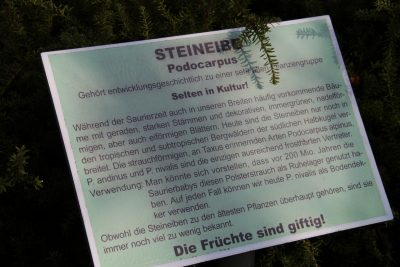 STEINEIBE
Podocarpus
Gehört entwicklungsgeschichtlich zu einer Pflanzengruppe
Selten in Kultur!
Während der Saurierzeit auch in unseren Breiten häufig vorkommende Bäu-
me mit geraden, starken Stämmen und dekorativen, immergrünen, nadelför-
migen, aber auch eiförmigen Blättern. Heute sind die Steineiben nur noch in
den tropischen und subtropischen Bergwäldern der südlichen Halbkugel ver-
breitet. Die strauchförmigen, an Taxus erinnernden Arten Podocarpus alpinus,
P. andinus und P. nivalis sind die einzigen ausreichend frostharten Vertreter.
Verwendung: Man könnte sich vorstellen, dass vor 200 Mio. Jahren die
Saurierbabys diesen Polsterstrauch als Ruhelager genutzt ha-
ben. Auf jeden Fall können wir heute P. nivalis als Bodendek-
ker verwenden.
Obwohl die Steineiben zu den ältesten Pflanzen überhaupt gehören, sind sie
immer noch viel zu wenig bekannt.
Die Früchte sind giftig!